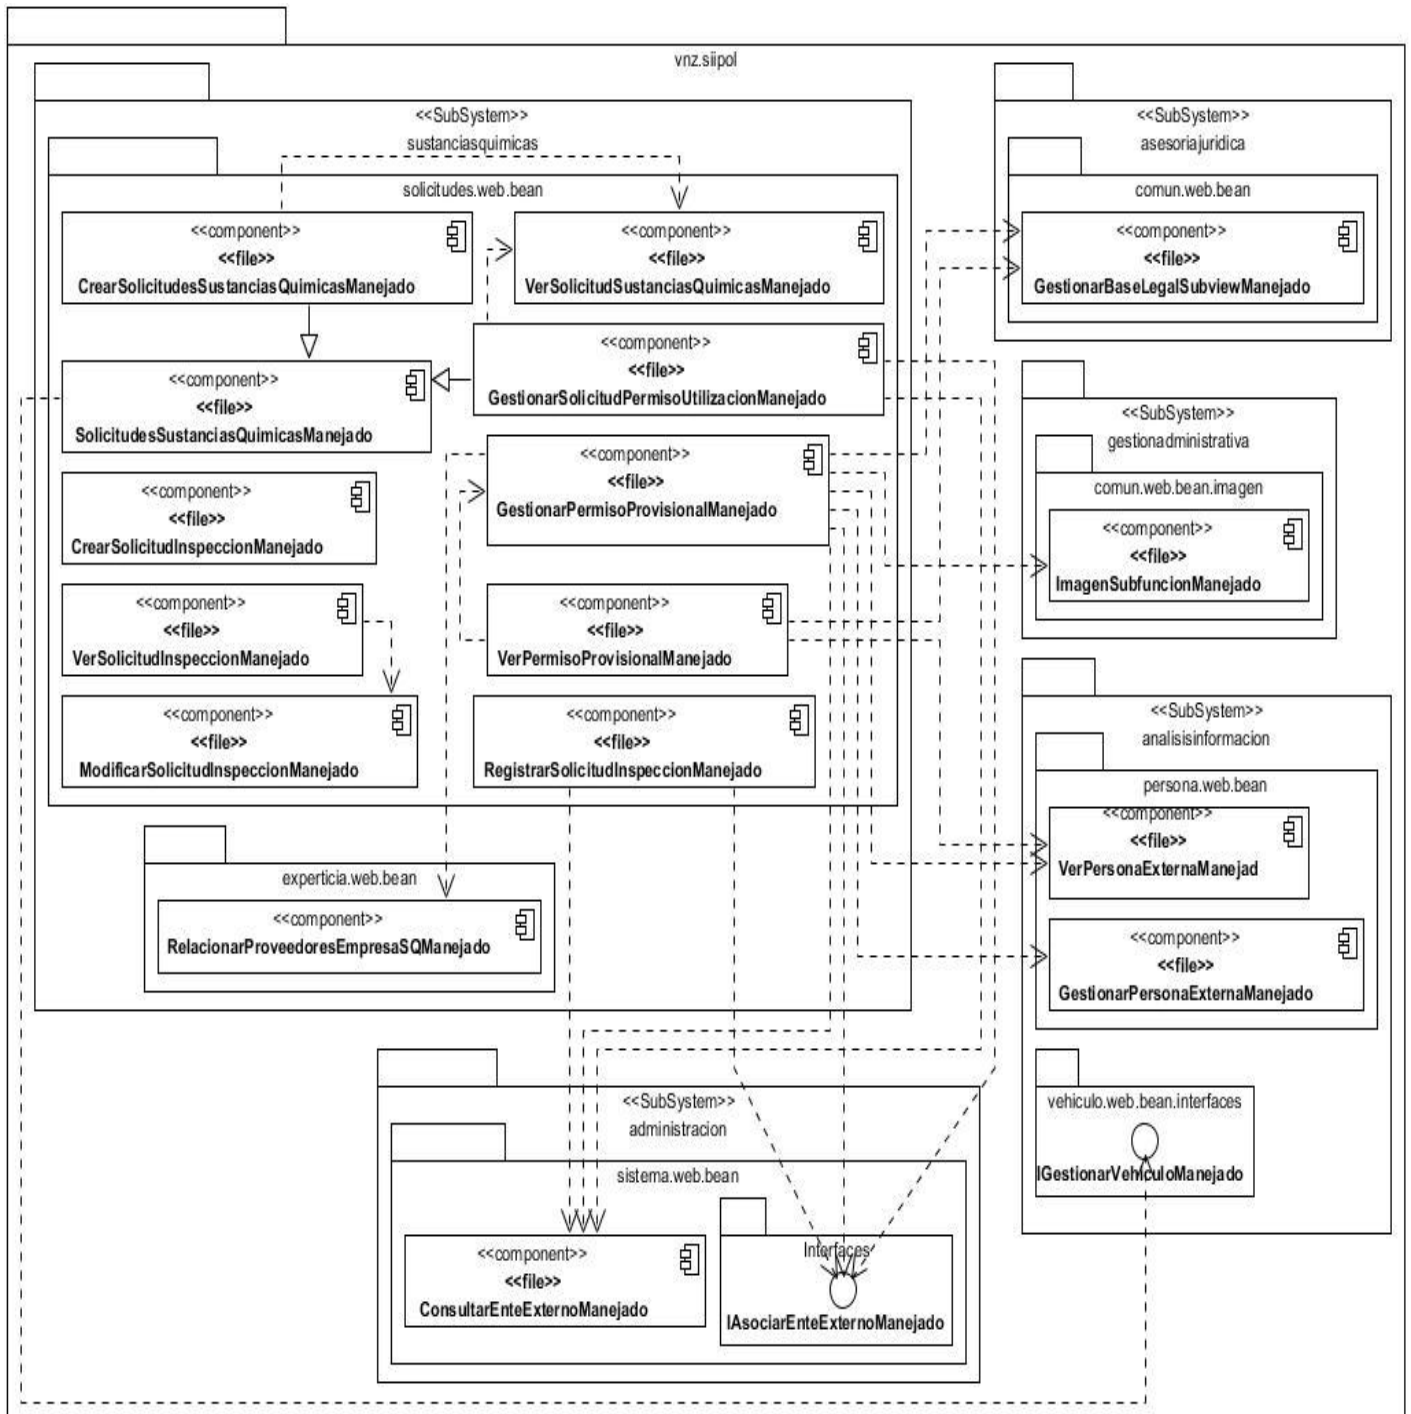 vnz.siipol
<<SubSystem>>
sustanciasquimicas
solicitudes.web.bean
<<component>>
<<file>>
CrearSolicitudesSustanciasQuimicasManejado
<<component>>
<<file>>
VerSolicitudSustanciasQuimicasManejado
<<component>>
<<file>>
GestionarSolicitudPermisoUtilizacionManejado
<<component>>
<<file>>
SolicitudesSustanciasQuimicasManejado
<<component>>
<<file>>
GestionarPermisoProvisionalManejado
<<component>>
<<file>>
CrearSolicitudInspeccionManejado
<<component>>
<<file>>
VerSolicitudInspeccionManejado
<<component>>
<<file>>
VerPermisoProvisionalManejado
<<component>>
<<file>>
ModificarSolicitudInspeccionManejado
<<component>>
<<file>>
RegistrarSolicitudInspeccionManejado
experticia.web.bean
<<component>>
RelacionarProveedoresEmpresaSQManejado
<<SubSystem>>
asesoriajuridica
comun.web.bean
<<component>>
<<file>>
GestionarBaseLegalSubviewManejado
<<SubSystem>>
gestionadministrativa
comun.web.bean.imagen
<<component>>
<<file>>
ImagenSubfuncionManejado
<<SubSystem>>
analisisinformacion
persona.web.bean
<<component>>
<<file>>
VerPersonaExternaManejad
<<component>>
<<file>>
GestionarPersonaExternaManejado
vehiculo.web.bean.interfaces
IGestionarVehiculoManejado
<<SubSystem>>
administracion
sistema.web.bean
<<component>>
<<file>>
ConsultarEnteExternoManejado
Interfaces
IAsociarEnteExternoManejado